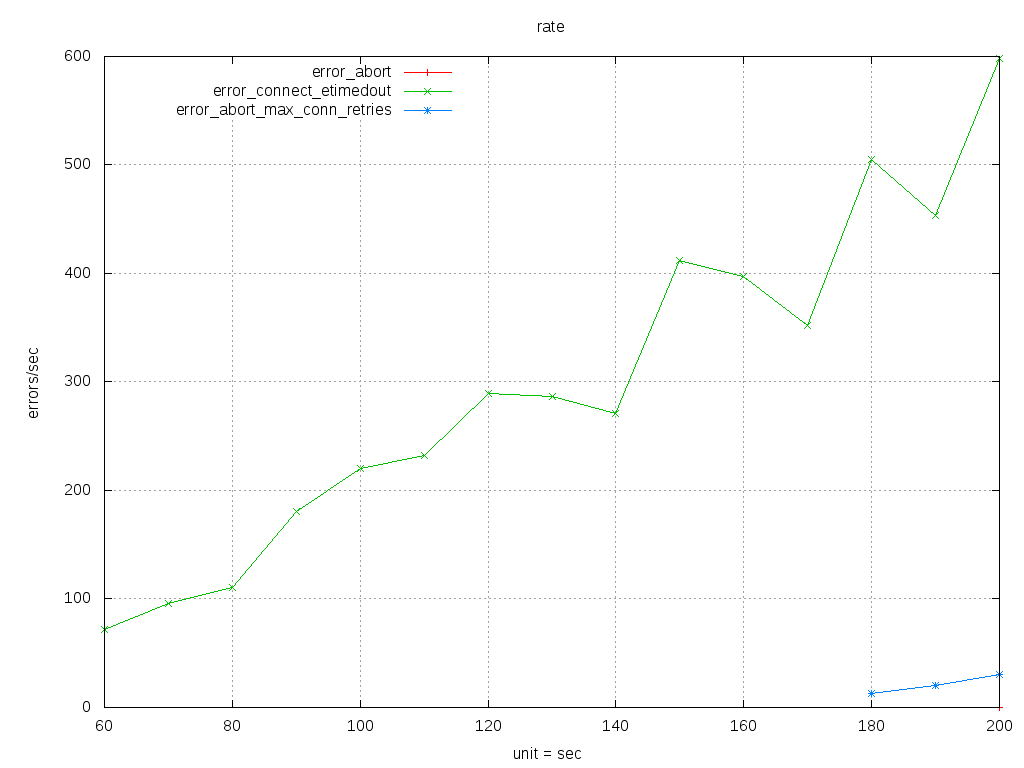 rate
error_abort
error_connect_etimedout
error_abort_max_conn_retries
600
500
400
300
200
100
0
errors/sec
60 80 100 120 140 160 180 200
unit = sec